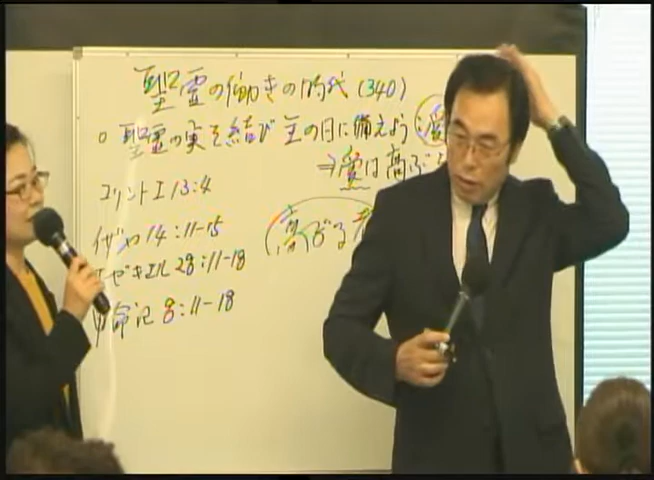 聖霊の働きの時代(340)
○ 聖霊の実を結び 主の日に備えよう
⇒愛は高ぶ
コリントI 13:4
イザヤ 14:11-15
(高ぶる
エゼキエル 28:11-18
申命記 8:11-18